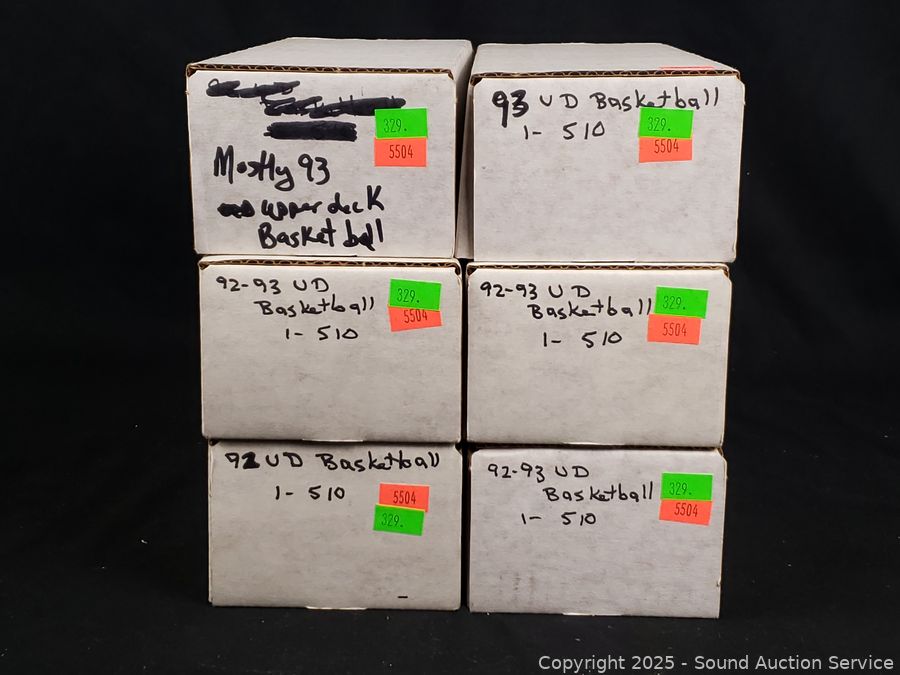 329.
5504
Mostly 93
upper deck
Basketball
93 UD Basketball
1- 510
329.
5504
92-93 UD
Basketball
1- 510
329.
5504
92-93 UD
Basketball
1- 510
329.
5504
92 UD Basketball
1- 510
5504
329.
92-93 UD
Basketball
1- 510
329.
5504
Copyright 2025 - Sound Auction Service